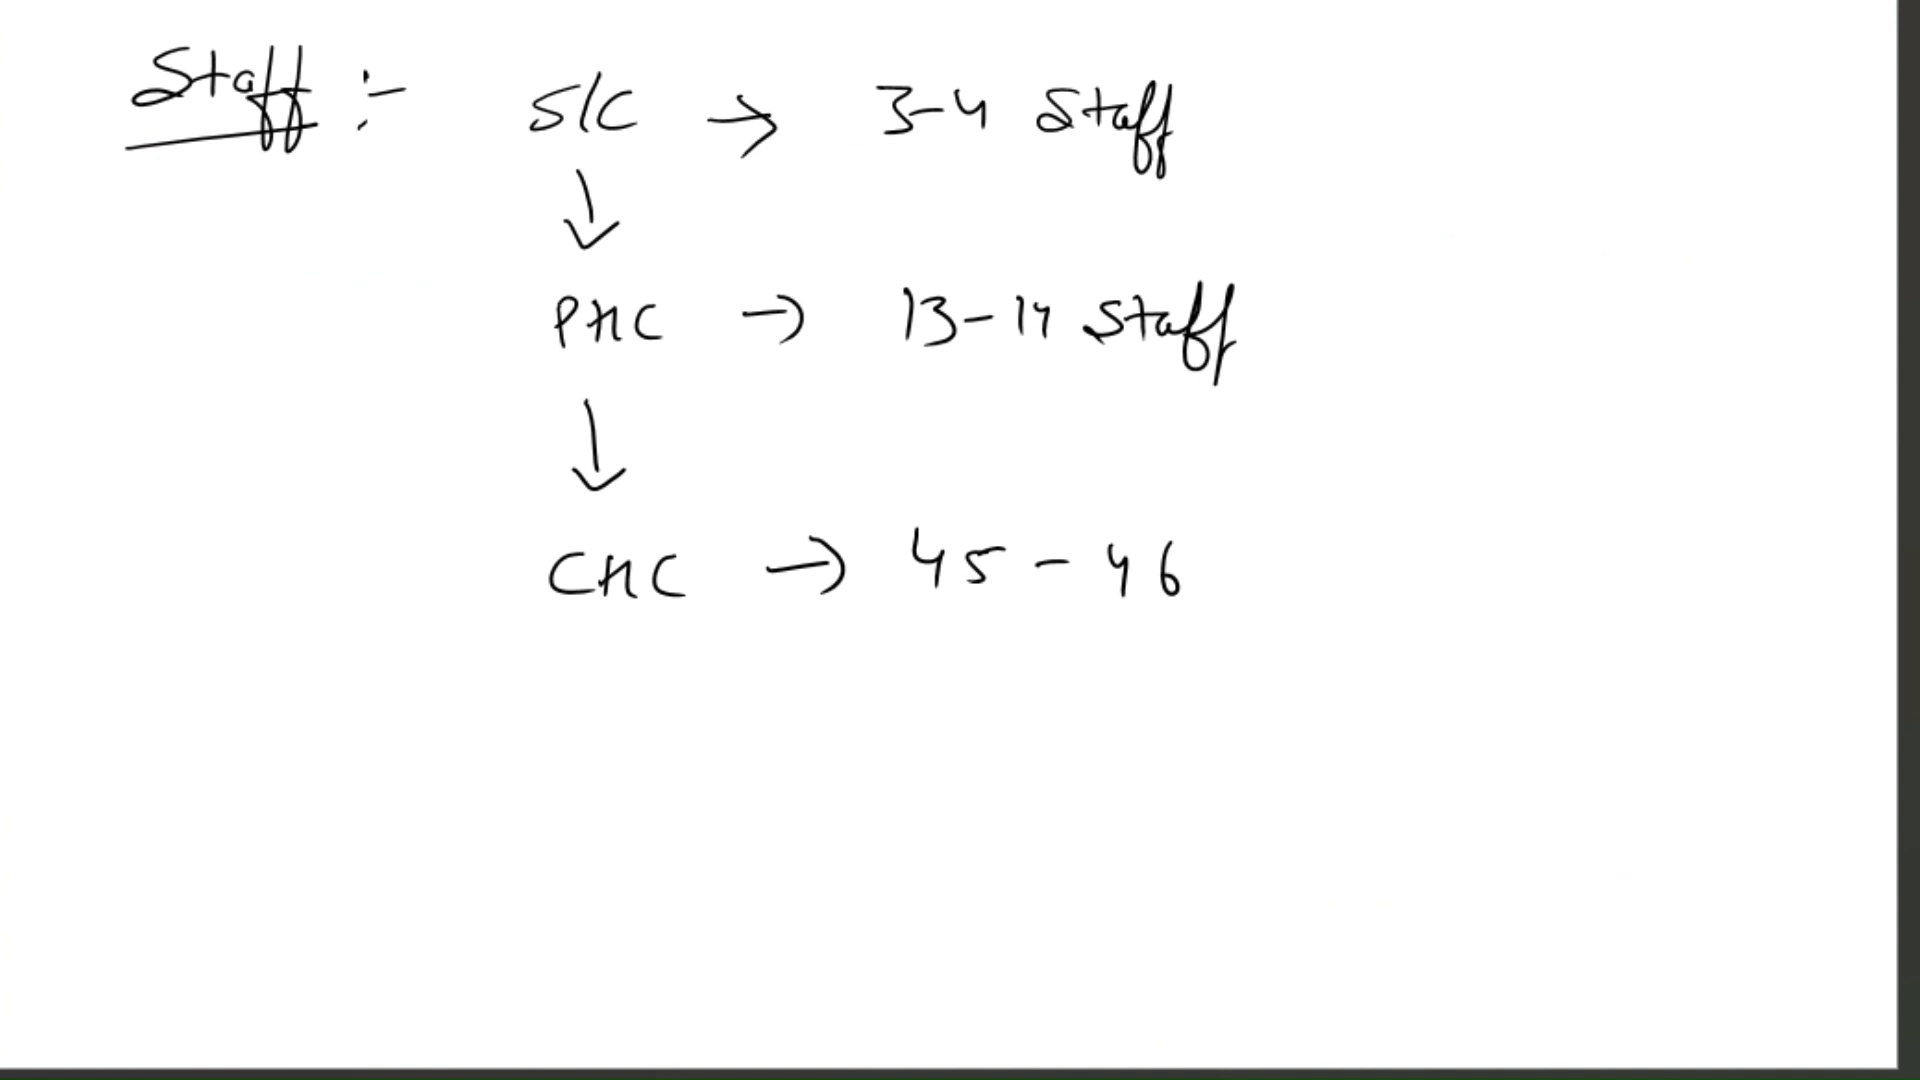 Staff :- S/C → 3-4 Staff
↓
PHC → 13-14 Staff
↓
CHC → 45 - 46